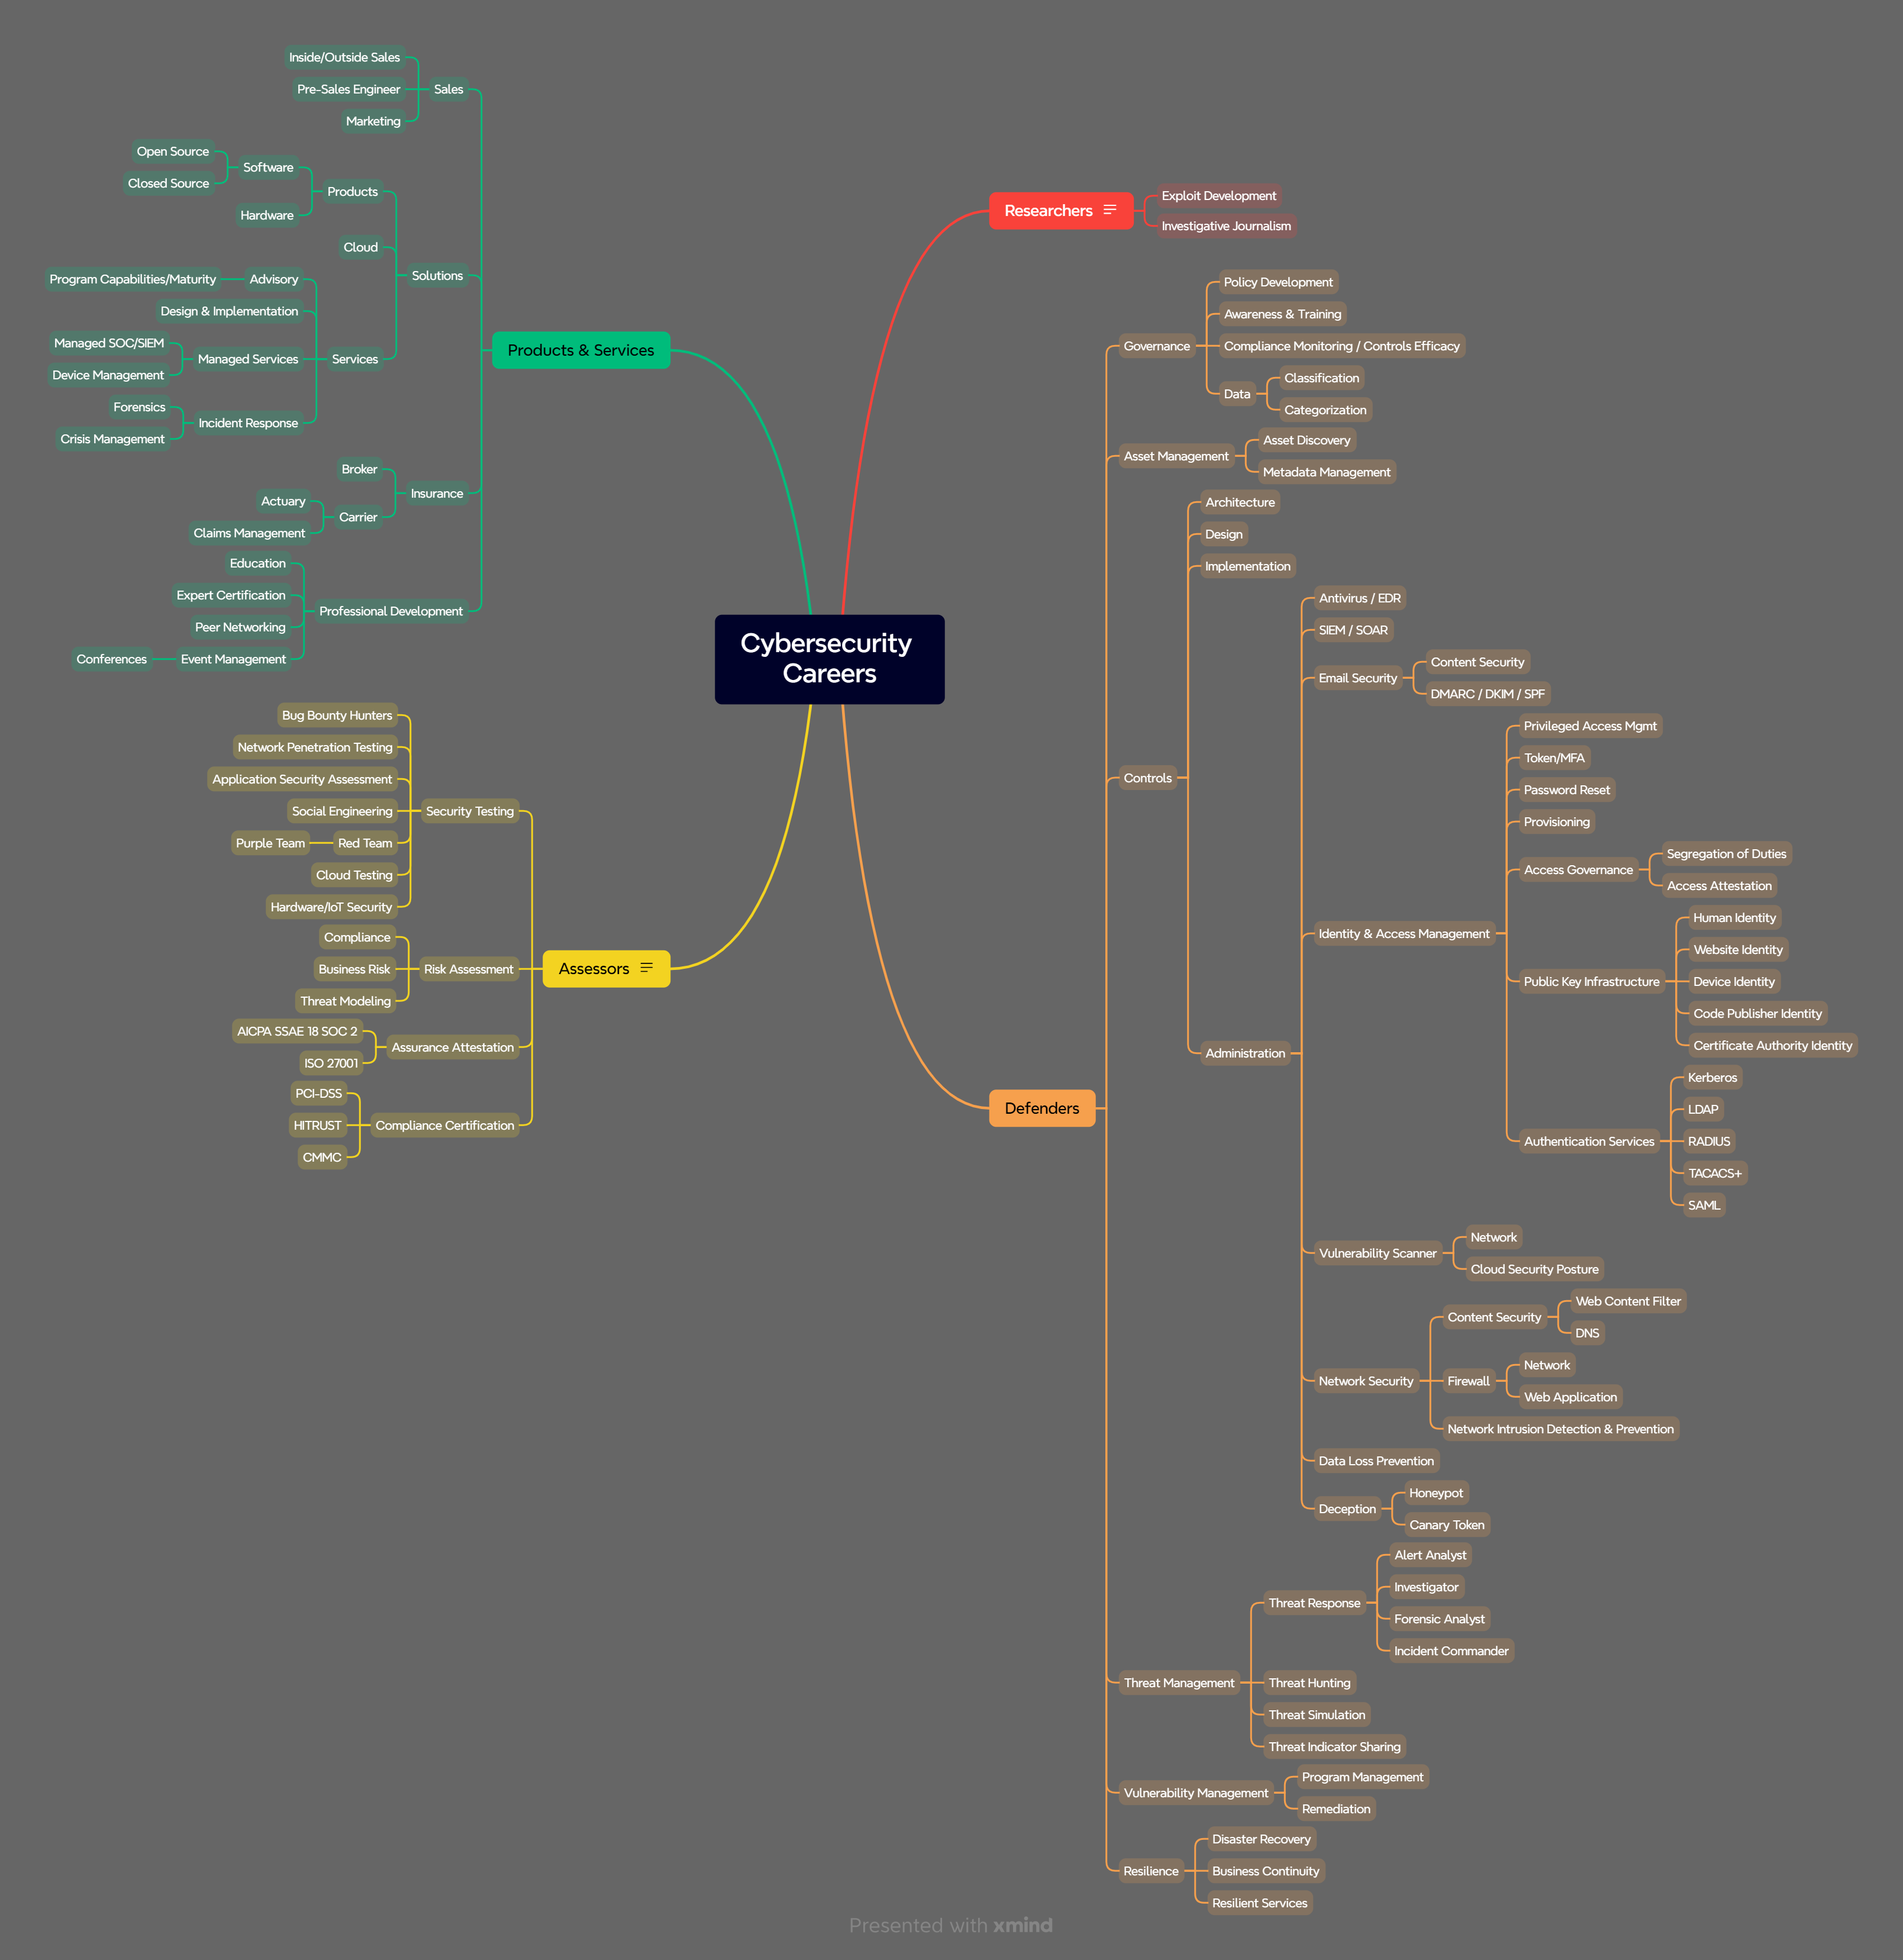 Inside/Outside Sales
Pre-Sales Engineer
Sales
Marketing
Open Source
Software
Closed Source
Products
Hardware
Cloud
Solutions
Program Capabilities/Maturity
Advisory
Design & Implementation
Managed SOC/SIEM
Managed Services
Services
Device Management
Forensics
Incident Response
Crisis Management
Products & Services
Broker
Insurance
Actuary
Carrier
Claims Management
Education
Expert Certification
Professional Development
Peer Networking
Conferences
Event Management
Cybersecurity
Careers
Bug Bounty Hunters
Network Penetration Testing
Application Security Assessment
Social Engineering
Security Testing
Purple Team
Red Team
Cloud Testing
Hardware/IoT Security
Compliance
Business Risk
Risk Assessment
Assessors
Threat Modeling
AICPA SSAE 18 SOC 2
Assurance Attestation
ISO 27001
PCI-DSS
HITRUST
Compliance Certification
CMMC
Researchers
Exploit Development
Investigative Journalism
Defenders
Governance
Policy Development
Awareness & Training
Compliance Monitoring / Controls Efficacy
Data
Classification
Categorization
Asset Management
Asset Discovery
Metadata Management
Controls
Architecture
Design
Implementation
Administration
Antivirus / EDR
SIEM / SOAR
Email Security
Content Security
DMARC / DKIM / SPF
Identity & Access Management
Privileged Access Mgmt
Token/MFA
Password Reset
Provisioning
Access Governance
Segregation of Duties
Access Attestation
Public Key Infrastructure
Human Identity
Website Identity
Device Identity
Code Publisher Identity
Certificate Authority Identity
Authentication Services
Kerberos
LDAP
RADIUS
TACACS+
SAML
Vulnerability Scanner
Network
Cloud Security Posture
Network Security
Content Security
Web Content Filter
DNS
Firewall
Network
Web Application
Network Intrusion Detection & Prevention
Data Loss Prevention
Deception
Honeypot
Canary Token
Threat Management
Threat Response
Alert Analyst
Investigator
Forensic Analyst
Incident Commander
Threat Hunting
Threat Simulation
Threat Indicator Sharing
Vulnerability Management
Program Management
Remediation
Resilience
Disaster Recovery
Business Continuity
Resilient Services
Presented with xmind